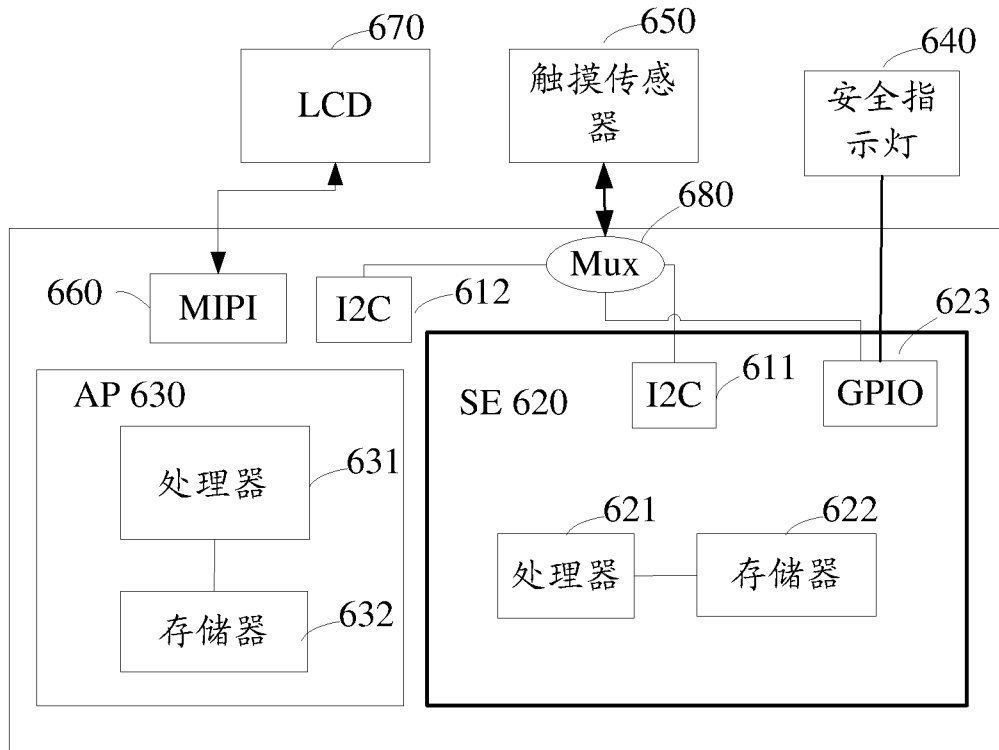 670
650
640
LCD
触摸传感
器
安全指
示灯
680
Mux
660
MIPI
I2C
612
623
AP 630
SE 620
I2C
611
GPIO
处理器
631
621
622
处理器
存储器
存储器
632